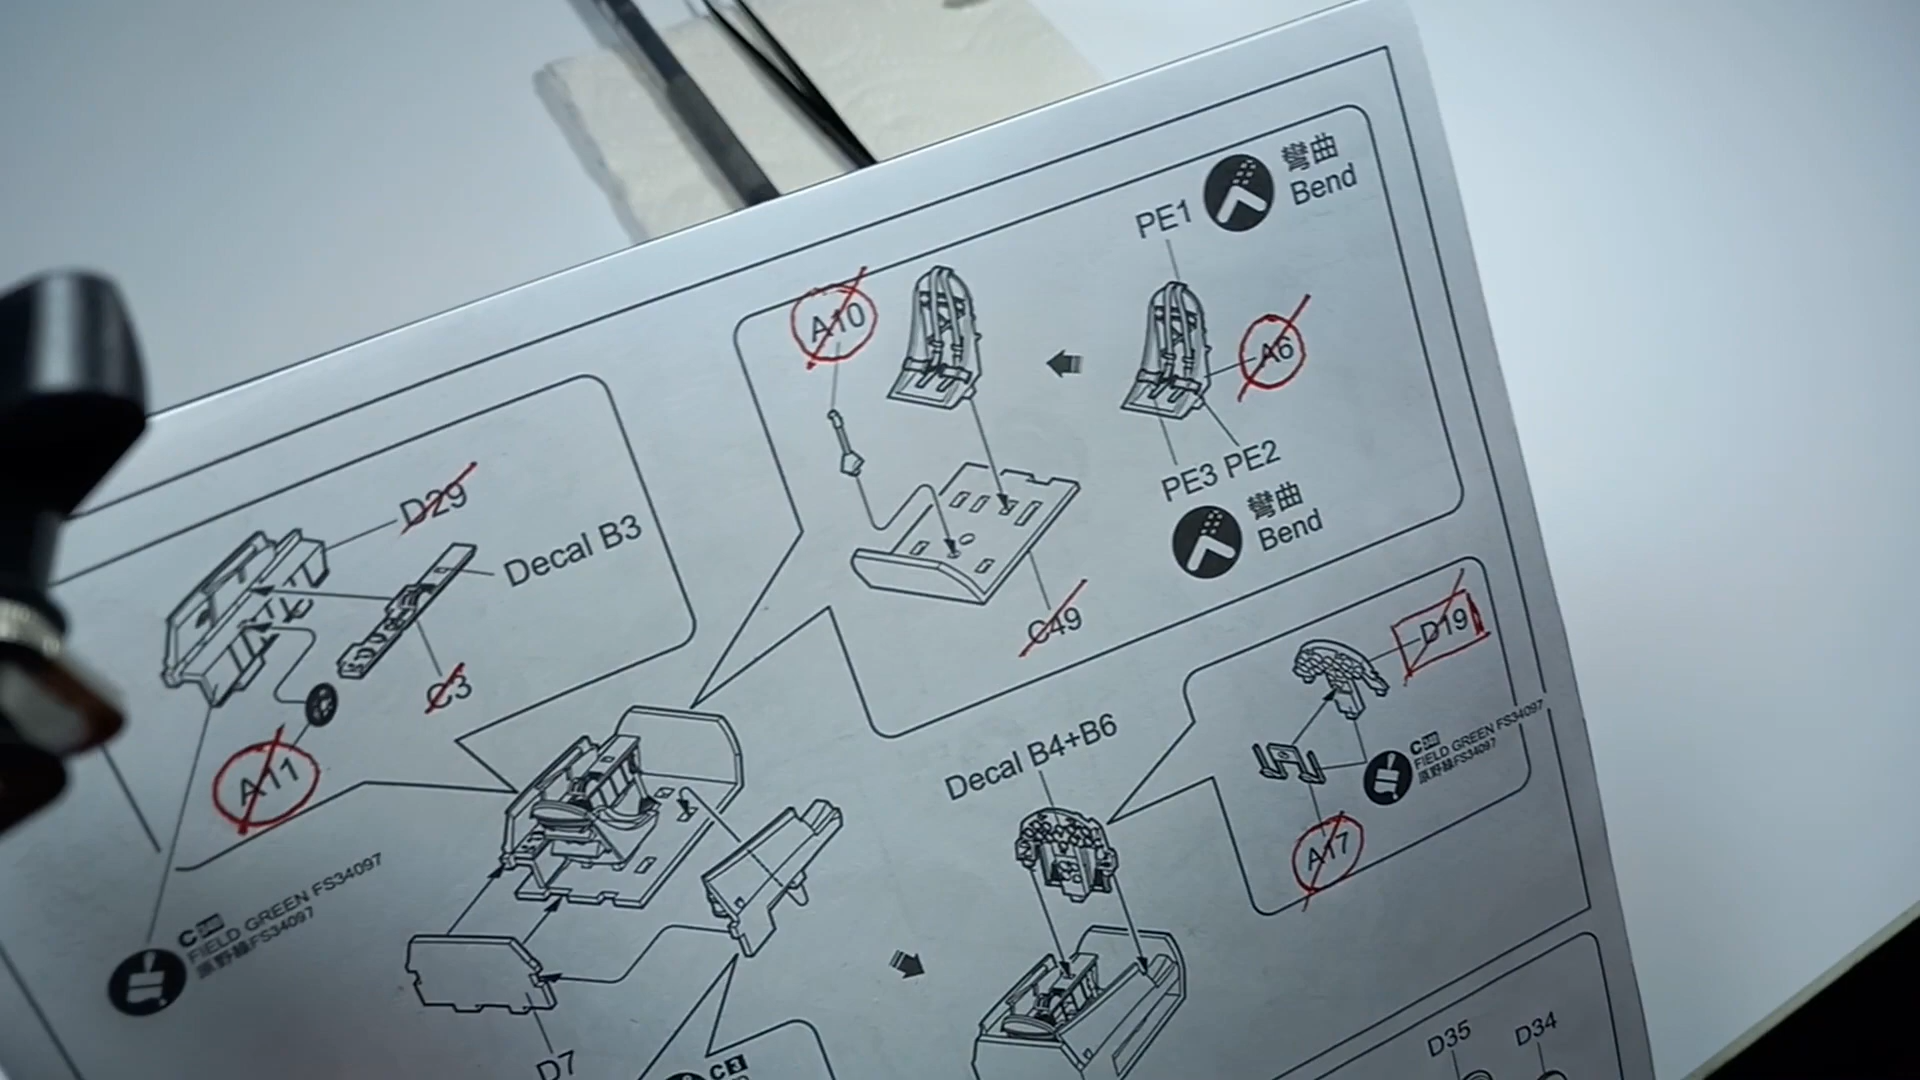 PE1
彎曲
Bend
A10
A6
PE3 PE2
彎曲
Bend
D29
Decal B3
C3
A11
C49
D19
Decal B4+B6
FIELD GREEN FS34097
原野綠FS34097
A17
FIELD GREEN FS34097
原野綠FS34097
D7
C3
D35
D34